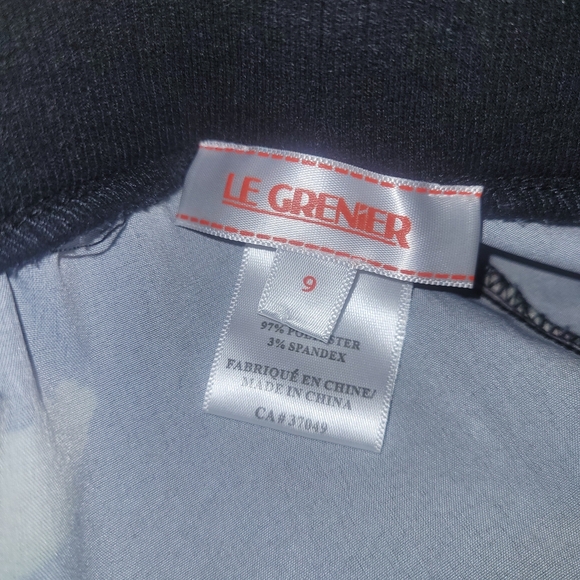 LE GRENiER
9
97% POLYESTER
3% SPANDEX
FABRIQUÉ EN CHINE/
MADE IN CHINA
CA# 37049